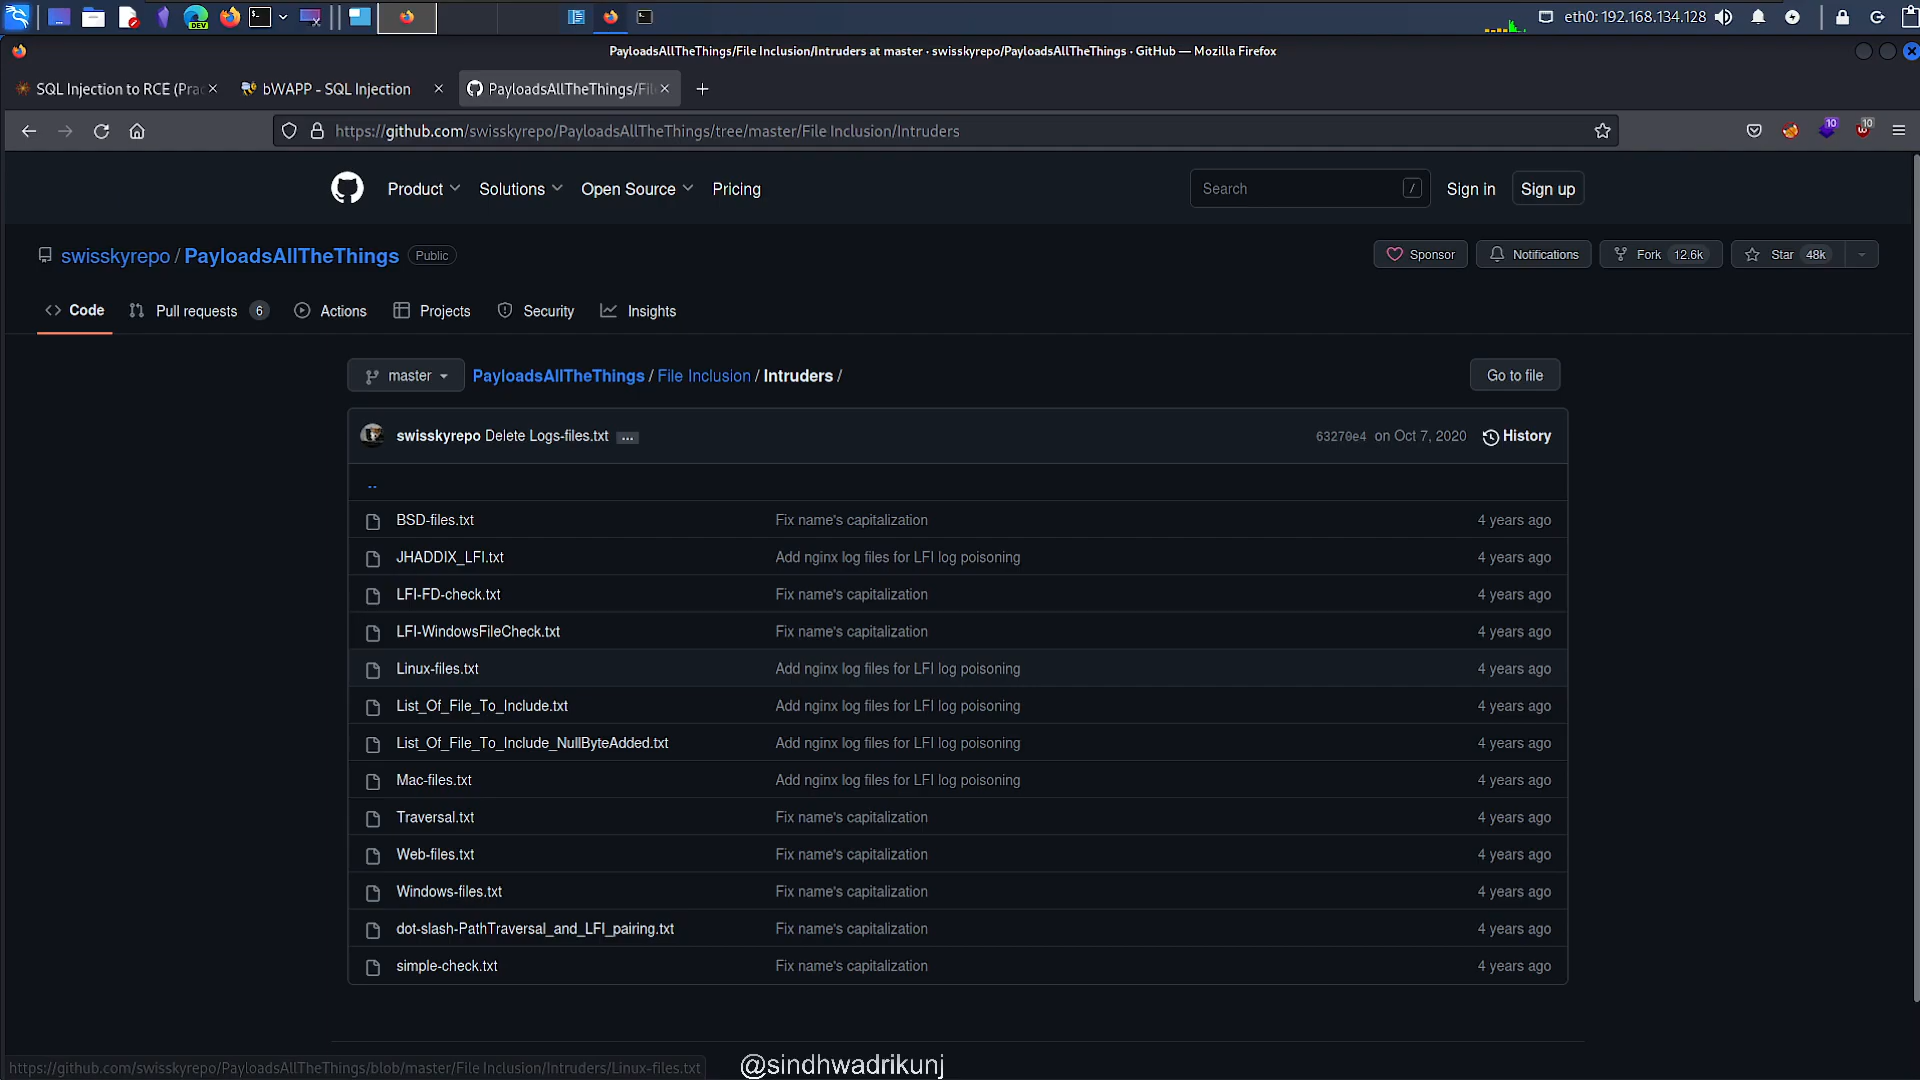 eth0: 192.168.134.128
PayloadsAllTheThings/File Inclusion/Intruders at master · swisskyrepo/PayloadsAllTheThings · GitHub — Mozilla Firefox
SQL Injection to RCE (Prac
bWAPP - SQL Injection
PayloadsAllTheThings/Fil
https://github.com/swisskyrepo/PayloadsAllTheThings/tree/master/File Inclusion/Intruders
10
10
Product
Solutions
Open Source
Pricing
Search
/
Sign in
Sign up
swisskyrepo / PayloadsAllTheThings
Public
Sponsor
Notifications
Fork 12.6k
Star 48k
Code
Pull requests 6
Actions
Projects
Security
Insights
master
PayloadsAllTheThings / File Inclusion / Intruders /
Go to file
swisskyrepo Delete Logs-files.txt ...
63270e4 on Oct 7, 2020
History
..
BSD-files.txt Fix name's capitalization 4 years ago
JHADDIX_LFI.txt Add nginx log files for LFI log poisoning 4 years ago
LFI-FD-check.txt Fix name's capitalization 4 years ago
LFI-WindowsFileCheck.txt Fix name's capitalization 4 years ago
Linux-files.txt Add nginx log files for LFI log poisoning 4 years ago
List_Of_File_To_Include.txt Add nginx log files for LFI log poisoning 4 years ago
List_Of_File_To_Include_NullByteAdded.txt Add nginx log files for LFI log poisoning 4 years ago
Mac-files.txt Add nginx log files for LFI log poisoning 4 years ago
Traversal.txt Fix name's capitalization 4 years ago
Web-files.txt Fix name's capitalization 4 years ago
Windows-files.txt Fix name's capitalization 4 years ago
dot-slash-PathTraversal_and_LFI_pairing.txt Fix name's capitalization 4 years ago
simple-check.txt Fix name's capitalization 4 years ago
https://github.com/swisskyrepo/PayloadsAllTheThings/blob/master/File Inclusion/Intruders/Linux-files.txt
@sindhwadrikunj